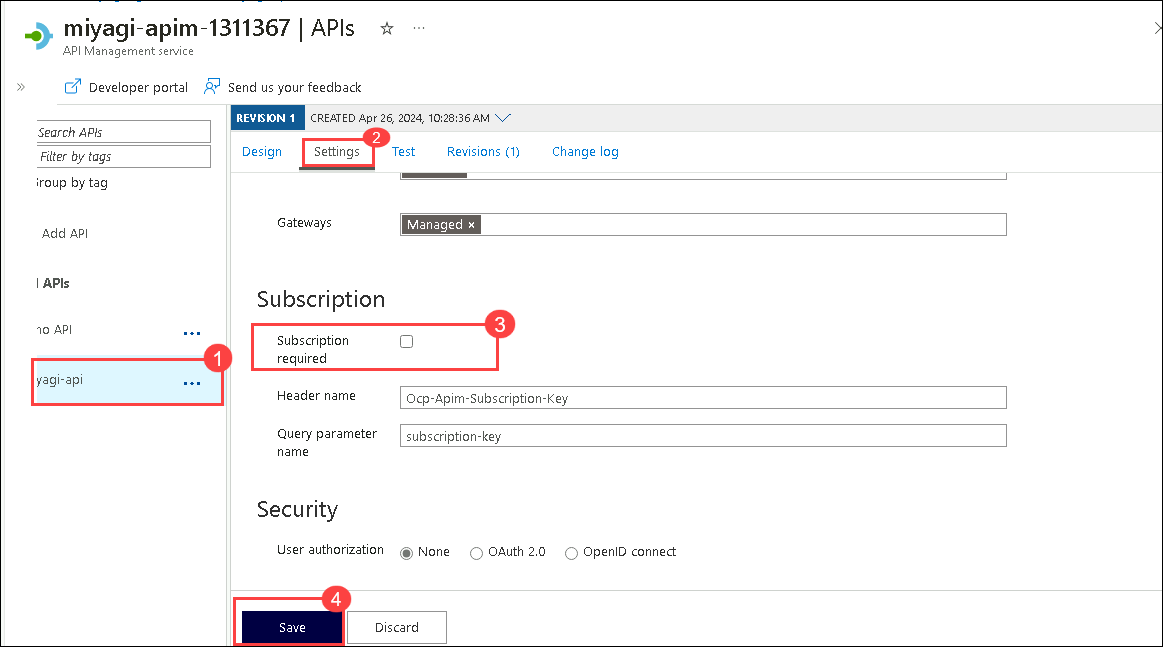 miyagi-apim-1311367 | APIs
API Management service
Developer portal
Send us your feedback
Search APIs
Filter by tags
Group by tag
Add API
APIs
no API
yagi-api
1
REVISION 1
CREATED Apr 26, 2024, 10:28:36 AM
Design
Settings
2
Test
Revisions (1)
Change log
Gateways
Managed ×
Subscription
Subscription
required
3
Header name
Ocp-Apim-Subscription-Key
Query parameter
name
subscription-key
Security
User authorization
None
OAuth 2.0
OpenID connect
4
Save
Discard